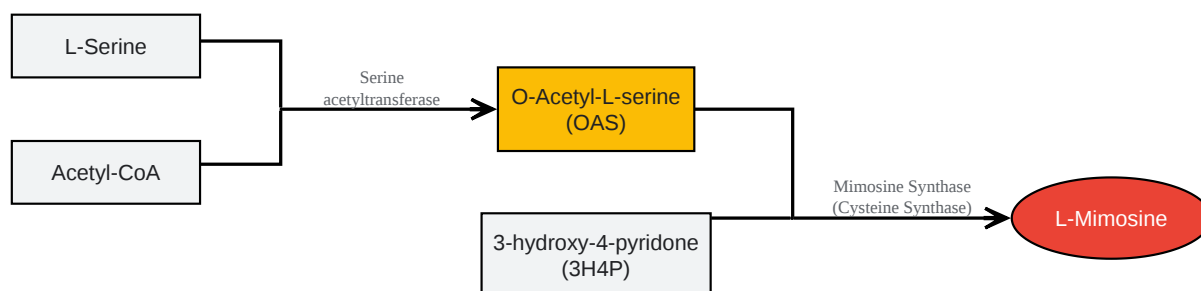 L-Serine
Acetyl-CoA
Serine
acetyltransferase
O-Acetyl-L-serine
(OAS)
3-hydroxy-4-pyridone
(3H4P)
Mimosine Synthase
(Cysteine Synthase)
L-Mimosine